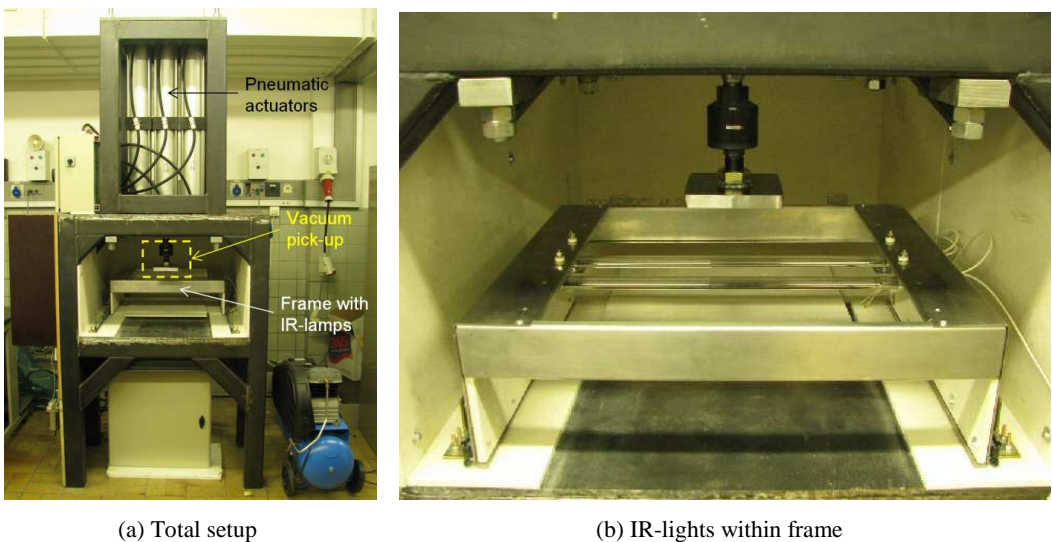 Pneumatic
actuators
Vacuum
pick-up
Frame with
IR-lamps
(a) Total setup
(b) IR-lights within frame